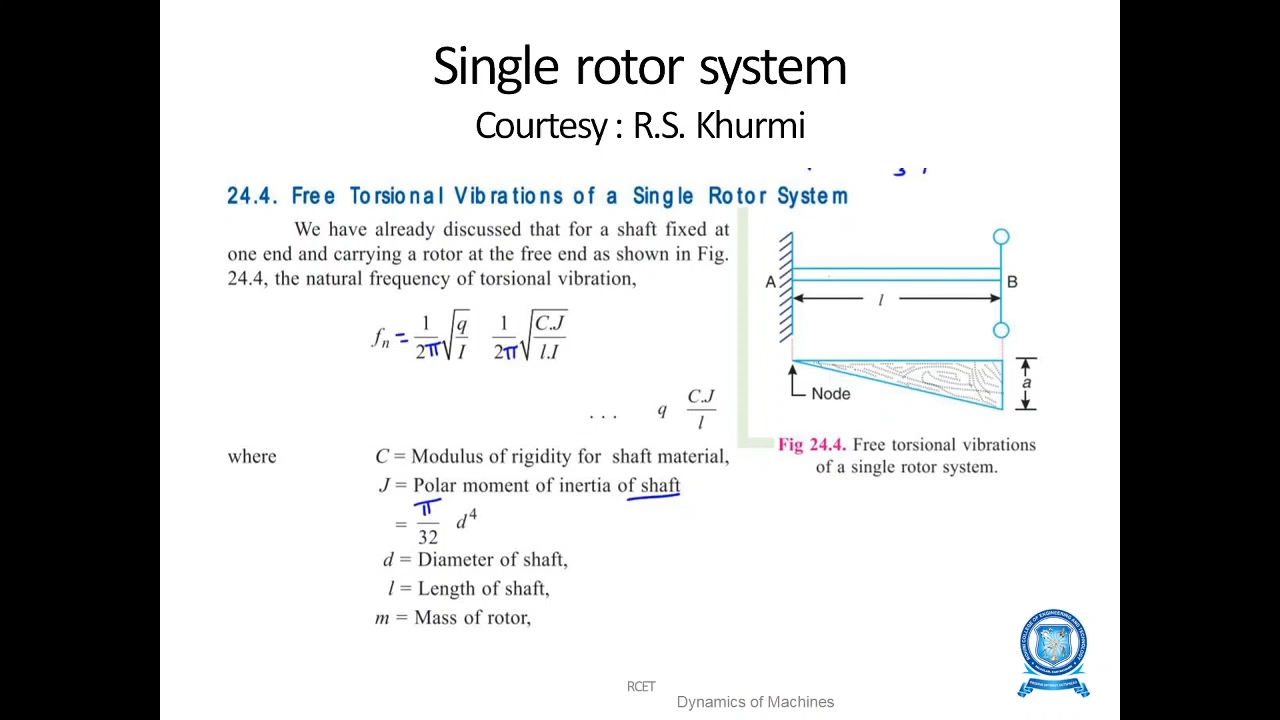 Single rotor system
Courtesy : R.S. Khurmi
24.4. Free Torsional Vibrations of a Single Rotor System
We have already discussed that for a shaft fixed at
one end and carrying a rotor at the free end as shown in Fig.
24.4, the natural frequency of torsional vibration,
fn = 1/2π √(q/I) 1/2π √(C.J/l.I)
. . . q C.J/l
where C = Modulus of rigidity for shaft material,
J = Polar moment of inertia of shaft
= π/32 d⁴
d = Diameter of shaft,
l = Length of shaft,
m = Mass of rotor,
A
B
l
a
Node
Fig 24.4. Free torsional vibrations
of a single rotor system.
RCET
Dynamics of Machines